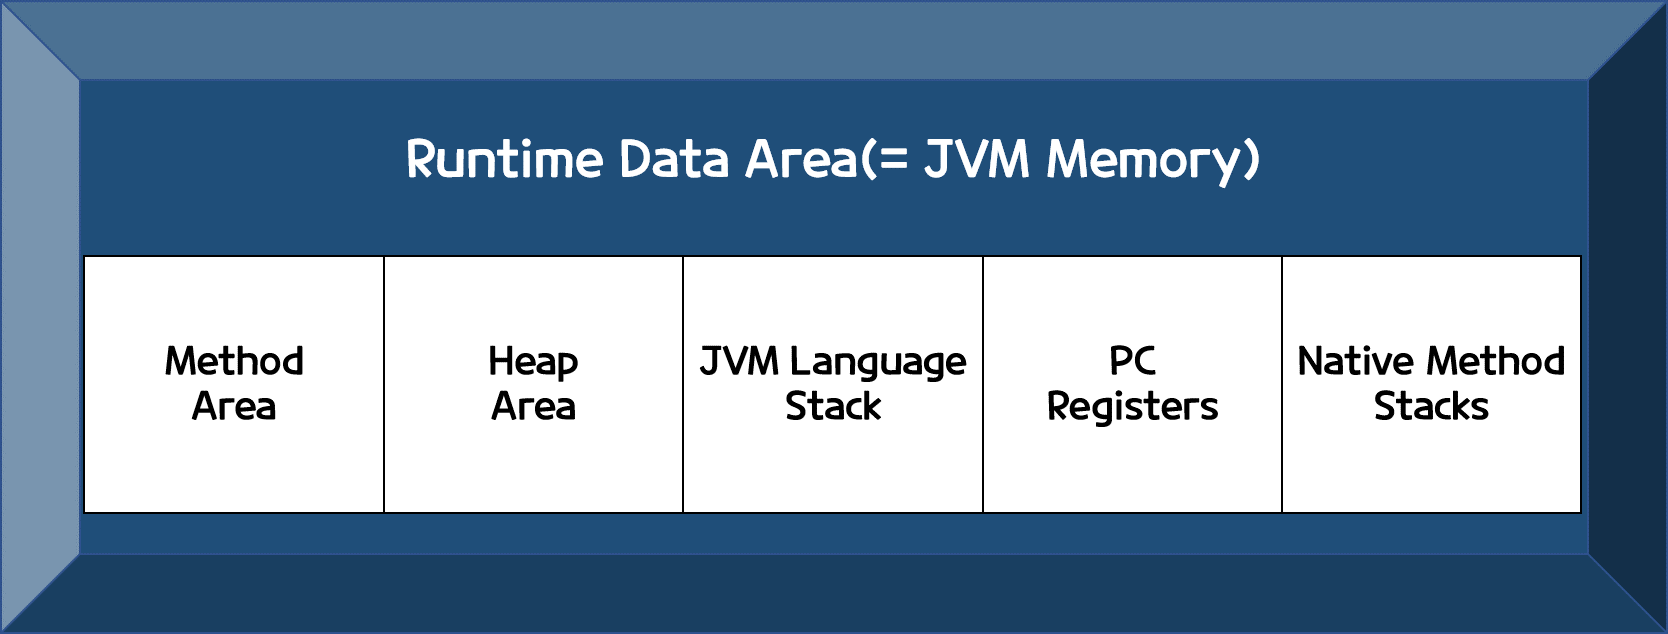 Runtime Data Area(= JVM Memory)
Method
Area
Heap
Area
JVM Language
Stack
PC
Registers
Native Method
Stacks